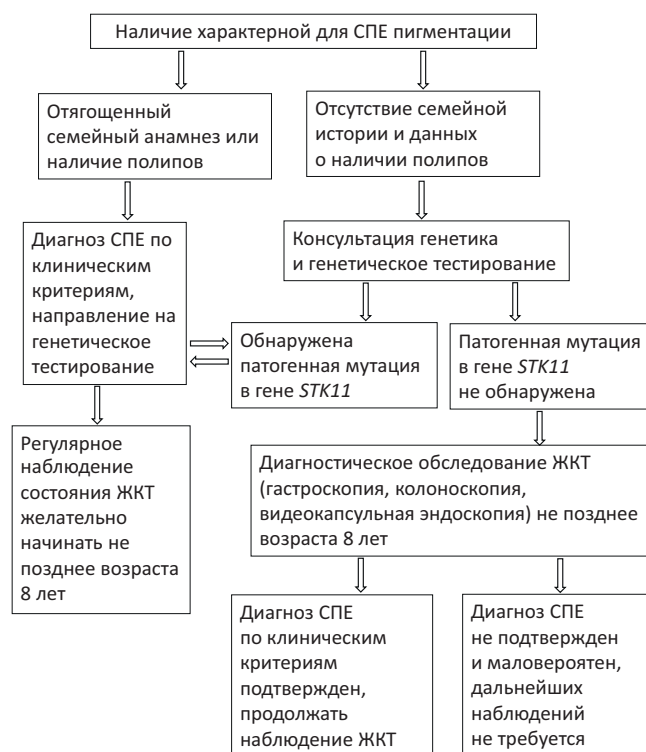 Наличие характерной для СПЕ пигментации
Отягощенный
семейный анамнез или
наличие полипов
Отсутствие семейной
истории и данных
о наличии полипов
Диагноз СПЕ по
клиническим
критериям,
направление на
генетическое
тестирование
Консультация генетика
и генетическое тестирование
Обнаружена
патогенная мутация
в гене STK11
Патогенная мутация
в гене STK11
не обнаружена
Регулярное
наблюдение
состояния ЖКТ
желательно
начинать не
позднее возраста
8 лет
Диагностическое обследование ЖКТ
(гастроскопия, колоноскопия,
видеокапсульная эндоскопия) не позднее
возраста 8 лет
Диагноз СПЕ
по клиническим
критериям
подтвержден,
продолжать
наблюдение ЖКТ
Диагноз СПЕ
не подтвержден
и маловероятен,
дальнейших
наблюдений
не требуется